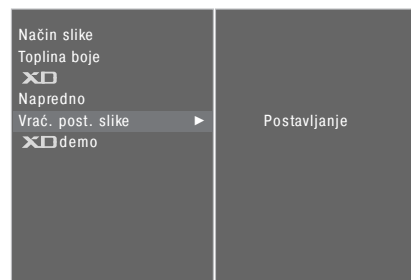 Način slike
Toplina boje
XD
Napredno
Vrać. post. slike ►
XD demo
Postavljanje